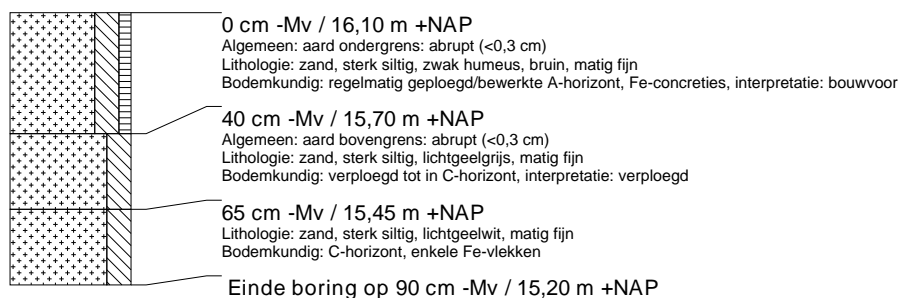 0 cm -Mv / 16,10 m +NAP
Algemeen: aard ondergrens: abrupt (<0,3 cm)
Lithologie: zand, sterk siltig, zwak humeus, bruin, matig fijn
Bodemkundig: regelmatig geploegd/bewerkte A-horizont, Fe-concreties, interpretatie: bouwvoor
40 cm -Mv / 15,70 m +NAP
Algemeen: aard bovengrens: abrupt (<0,3 cm)
Lithologie: zand, sterk siltig, lichtgeelgrijs, matig fijn
Bodemkundig: verploegd tot in C-horizont, interpretatie: verploegd
65 cm -Mv / 15,45 m +NAP
Lithologie: zand, sterk siltig, lichtgeelwit, matig fijn
Bodemkundig: C-horizont, enkele Fe-vlekken
Einde boring op 90 cm -Mv / 15,20 m +NAP